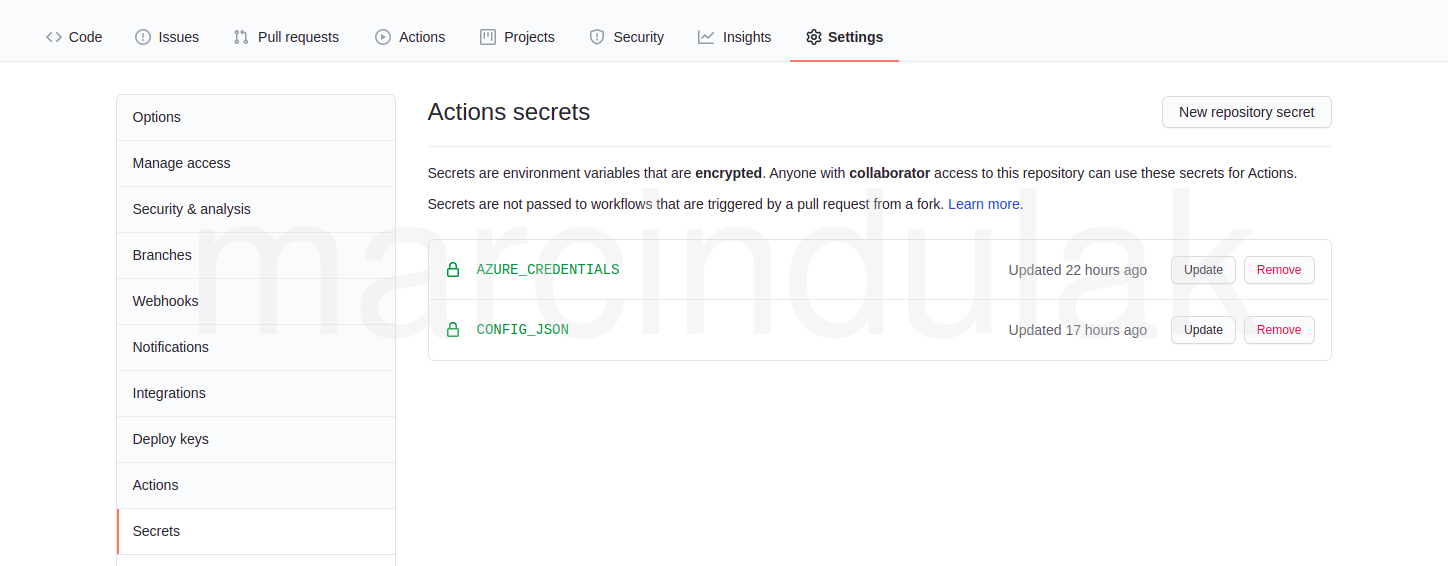 Code Issues Pull requests Actions Projects Security Insights Settings
Options
Manage access
Security & analysis
Branches
Webhooks
Notifications
Integrations
Deploy keys
Actions
Secrets
Actions secrets
New repository secret
Secrets are environment variables that are encrypted. Anyone with collaborator access to this repository can use these secrets for Actions.
Secrets are not passed to workflows that are triggered by a pull request from a fork. Learn more.
AZURE_CREDENTIALS Updated 22 hours ago Update Remove
CONFIG_JSON Updated 17 hours ago Update Remove
marcindulak